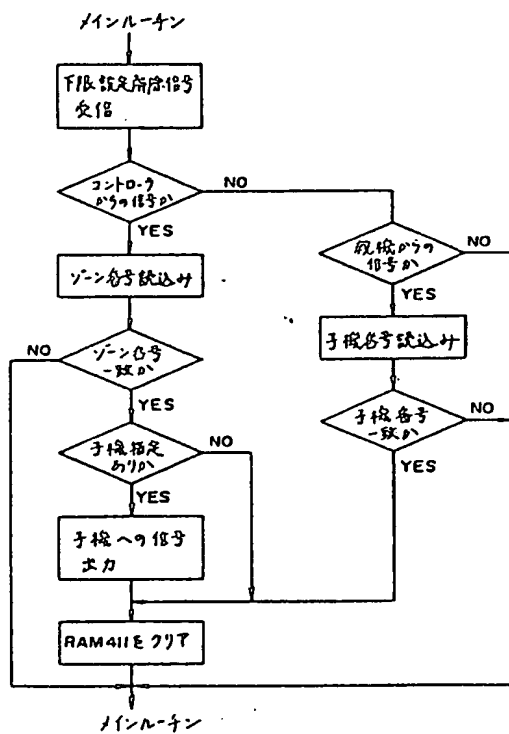 メインルーチン
下限設定解除信号
受信
コントローラ
からの信号か
NO
YES
ゾーン番号読込み
親機からの
信号か
NO
YES
子機番号読込み
NO
ゾーン番号
一致か
YES
子機番号
一致か
NO
YES
子機指定
ありか
NO
YES
子機への信号
出力
RAM411をクリア
メインルーチン